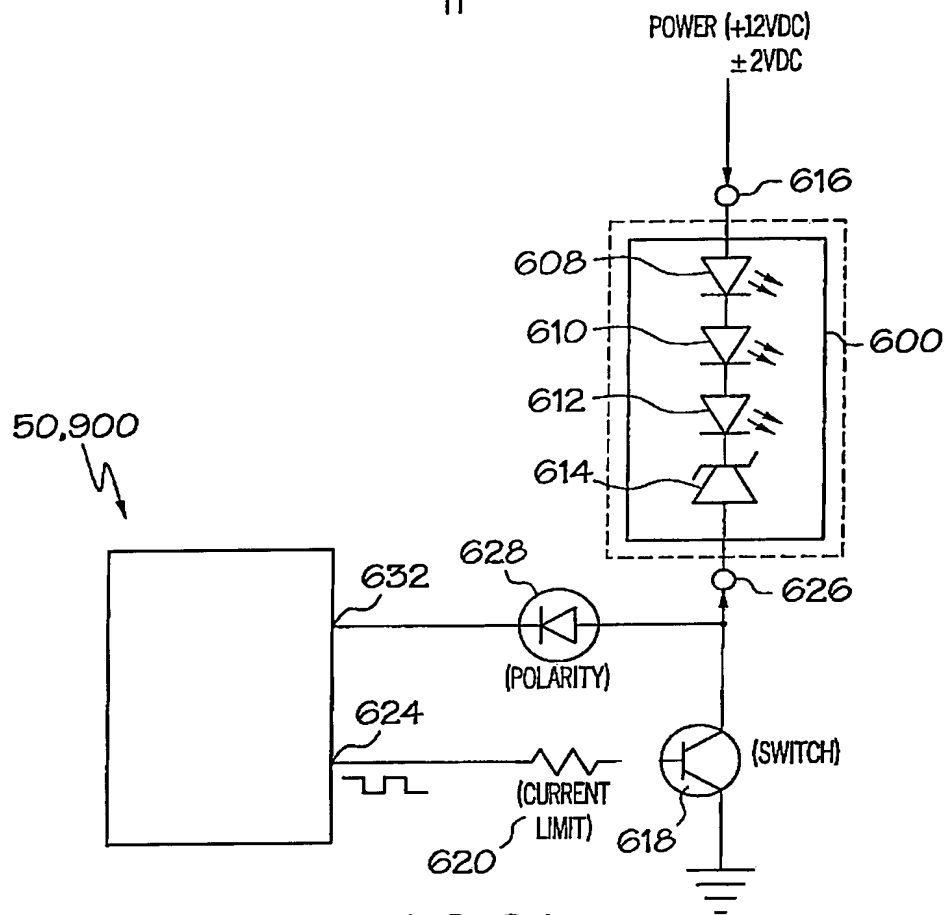 POWER (+12VDC)
±2VDC
616
608
610
600
612
50,900
614
628
632
626
(POLARITY)
624
(SWITCH)
(CURRENT
LIMIT)
620
618